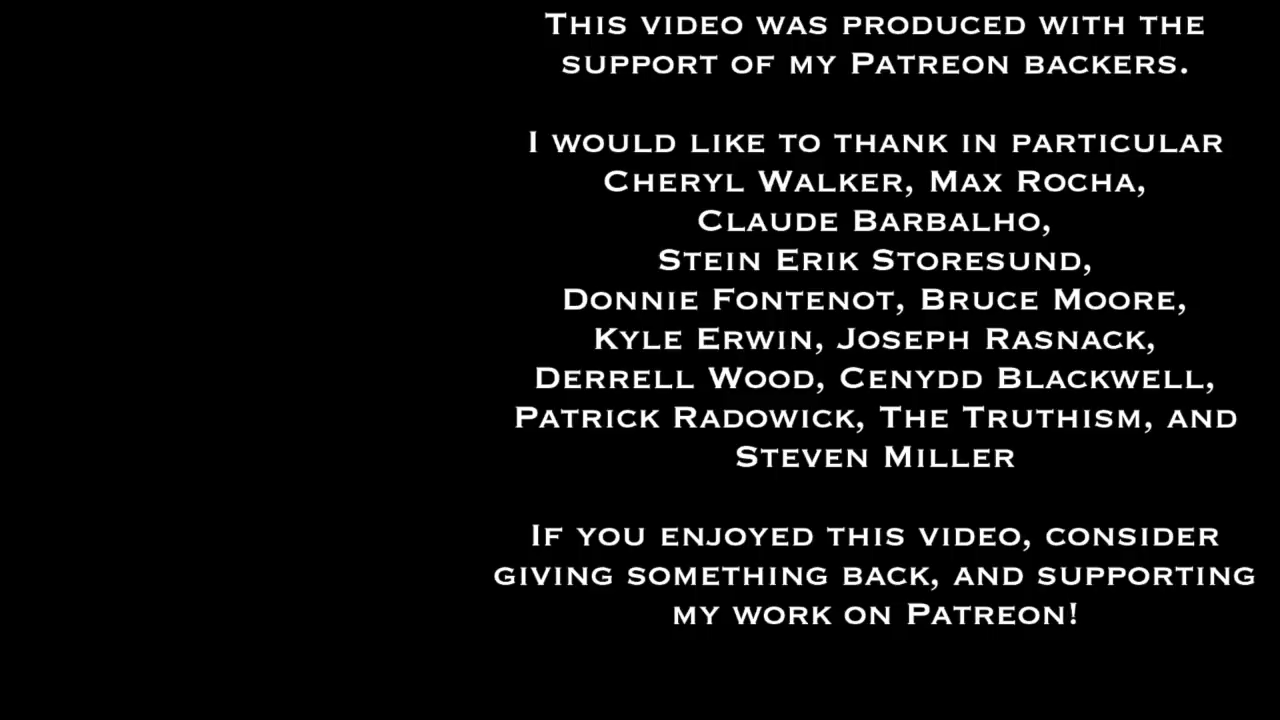 This video was produced with the
support of my Patreon backers.
I would like to thank in particular
Cheryl Walker, Max Rocha,
Claude Barbalho,
Stein Erik Storesund,
Donnie Fontenot, Bruce Moore,
Kyle Erwin, Joseph Rasnack,
Derrell Wood, Cenydd Blackwell,
Patrick Radowick, The Truthism, and
Steven Miller
If you enjoyed this video, consider
giving something back, and supporting
my work on Patreon!